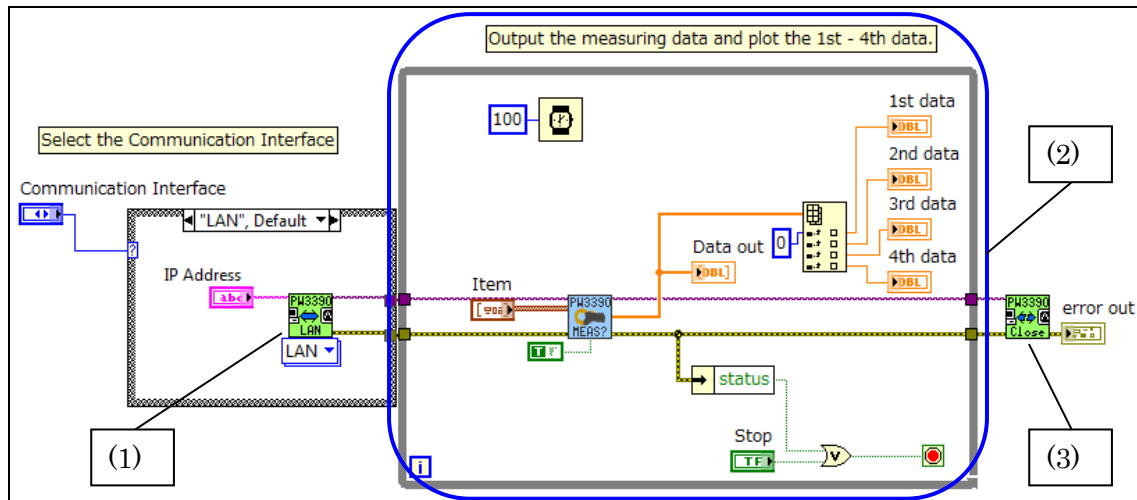 Output the measuring data and plot the 1st - 4th data.
Select the Communication Interface
Communication Interface
"LAN", Default
?
IP Address
abc
PW3390
LAN
LAN
(1)
100
1st data
DBL
2nd data
DBL
3rd data
DBL
4th data
DBL
0
Data out
DBL
Item
PW3390
MEAS?
T
status
Stop
TF
V
i
(2)
PW3390
Close
error out
(3)